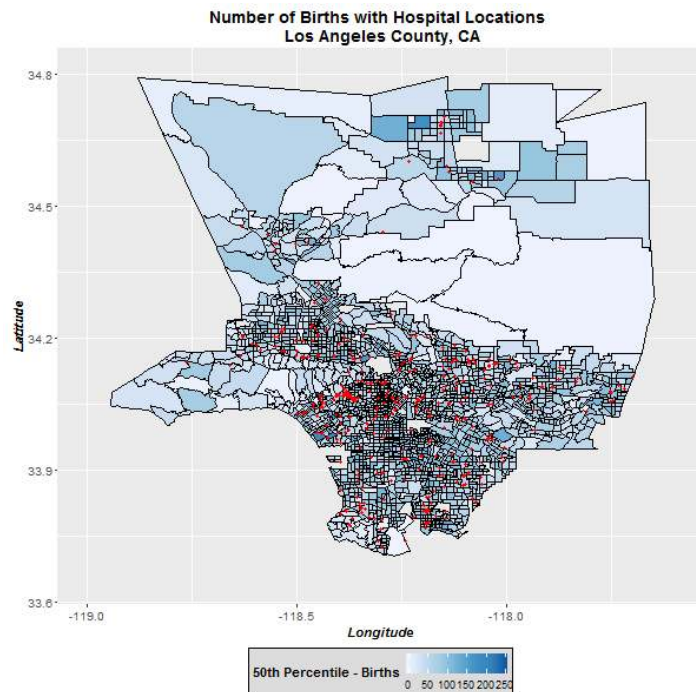 Number of Births with Hospital Locations
Los Angeles County, CA
34.8
34.5
34.2
33.9
33.6
Latitude
-119.0 -118.5 -118.0
Longitude
50th Percentile - Births
0 50 100 150 200 250